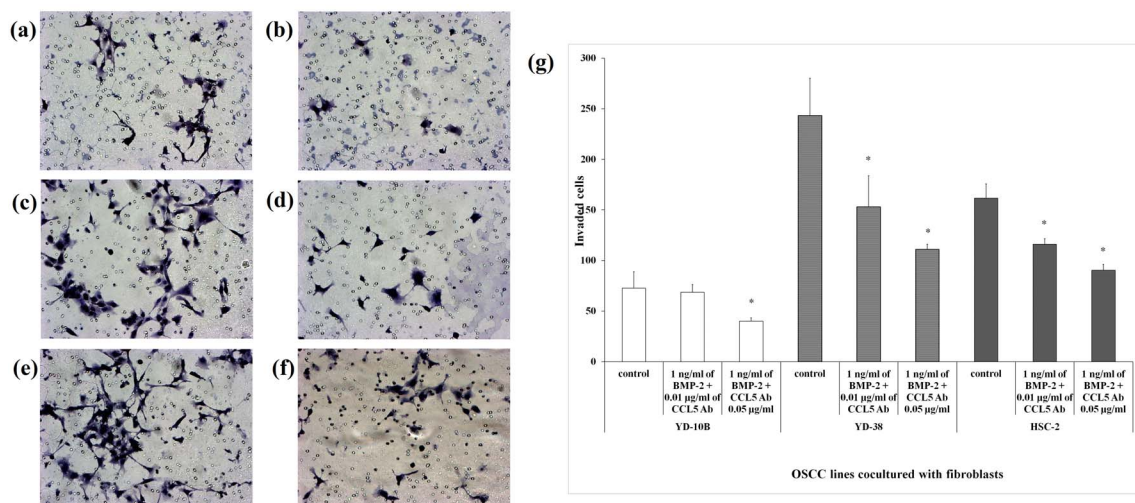 (a)
(b)
(c)
(d)
(e)
(f)
(g)
Invaded cells
300
250
200
150
100
50
0
control
1 ng/ml of
BMP-2 +
0.01 µg/ml of
CCL5 Ab
1 ng/ml of
BMP-2 +
CCL5 Ab
0.05 µg/ml
control
1 ng/ml of
BMP-2 +
0.01 µg/ml of
CCL5 Ab
1 ng/ml of
BMP-2 +
CCL5 Ab
0.05 µg/ml
control
1 ng/ml of
BMP-2 +
0.01 µg/ml of
CCL5 Ab
1 ng/ml of
BMP-2 +
CCL5 Ab
0.05 µg/ml
YD-10B
YD-38
HSC-2
*
*
*
*
*
OSCC lines cocultured with fibroblasts